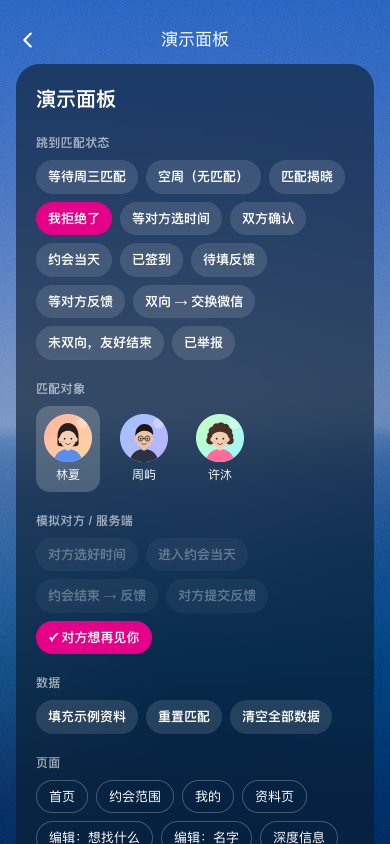 演示面板
演示面板
跳到匹配状态
等待周三匹配 空周（无匹配） 匹配揭晓
我拒绝了 等对方选时间 双方确认
约会当天 已签到 待填反馈
等对方反馈 双向 → 交换微信
未双向，友好结束 已举报
匹配对象
林夏 周屿 许沐
模拟对方 / 服务端
对方选好时间 进入约会当天
约会结束 → 反馈 对方提交反馈
✓ 对方想再见你
数据
填充示例资料 重置匹配 清空全部数据
页面
首页 约会范围 我的 资料页
编辑：想找什么 编辑：名字 深度信息